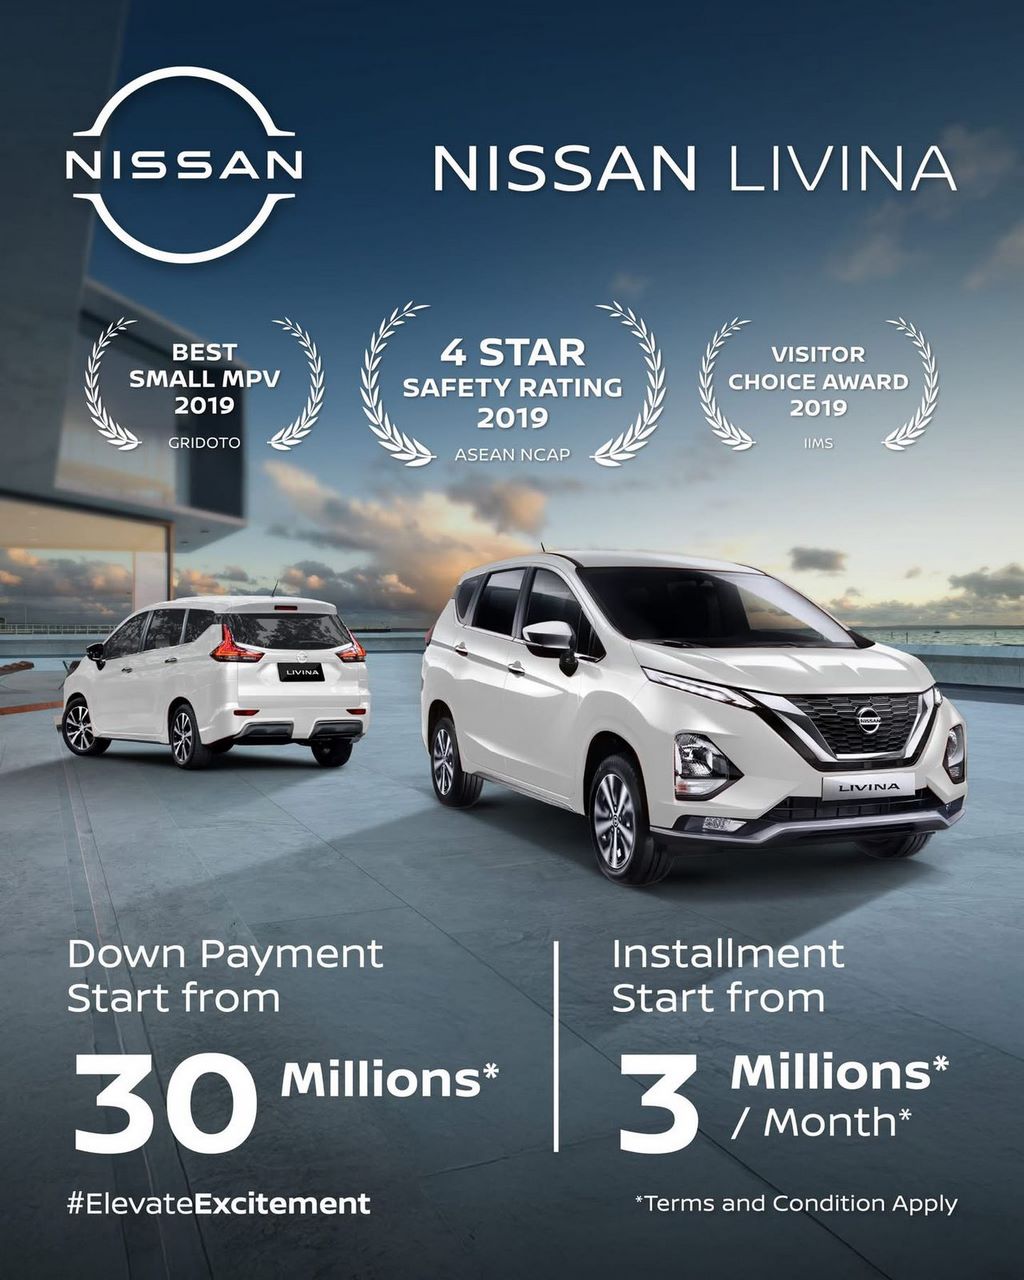 NISSAN
NISSAN LIVINA
BEST
SMALL MPV
2019
GRIDOTO
4 STAR
SAFETY RATING
2019
ASEAN NCAP
VISITOR
CHOICE AWARD
2019
IIMS
LIVINA
NISSAN
LIVINA
Down Payment
Start from
30 Millions*
Installment
Start from
3 Millions*
/ Month*
#ElevateExcitement
*Terms and Condition Apply